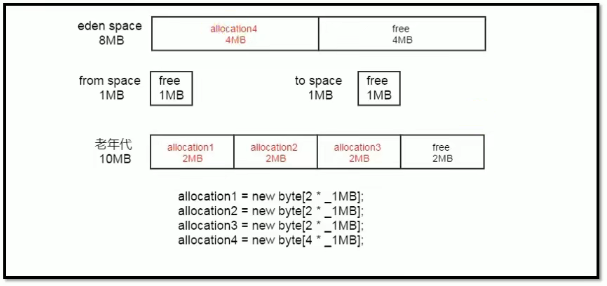 eden space
8MB
allocation4
4MB
free
4MB
from space
1MB
free
1MB
to space
1MB
free
1MB
老年代
10MB
allocation1
2MB
allocation2
2MB
allocation3
2MB
free
2MB
allocation1 = new byte[2 * _1MB];
allocation2 = new byte[2 * _1MB];
allocation3 = new byte[2 * _1MB];
allocation4 = new byte[4 * _1MB];